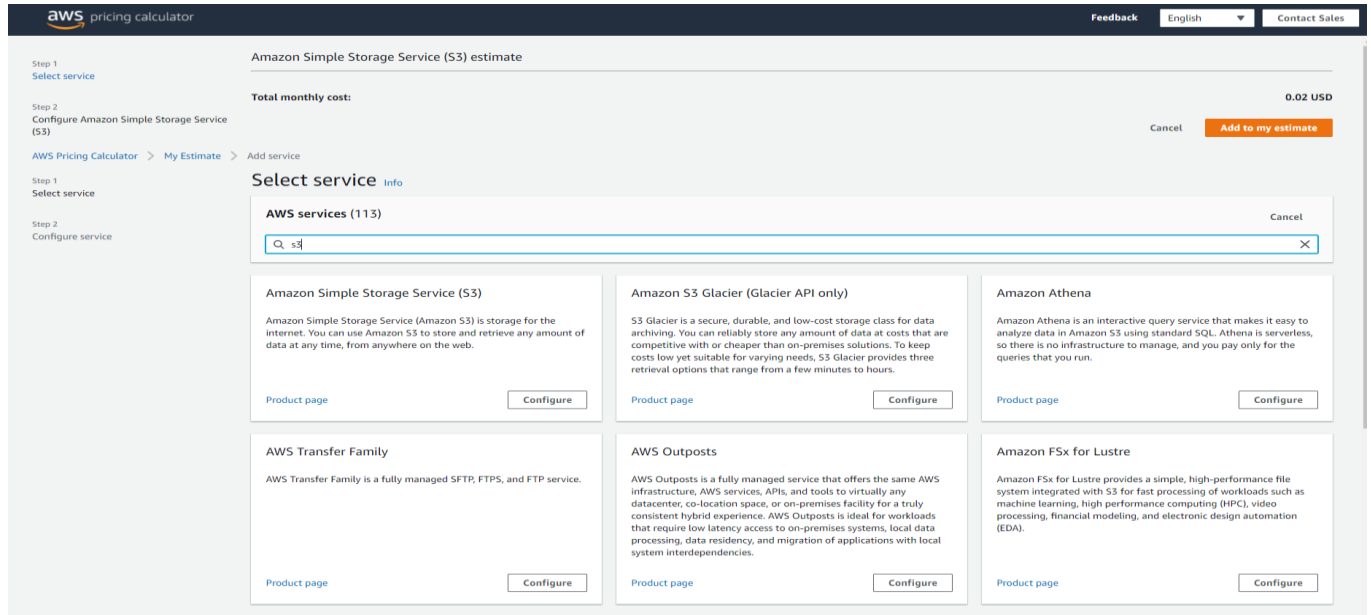 aws pricing calculator
Feedback
English
Contact Sales
Step 1
Select service
Step 2
Configure Amazon Simple Storage Service
(S3)
Amazon Simple Storage Service (S3) estimate
Total monthly cost:
0.02 USD
Cancel
Add to my estimate
AWS Pricing Calculator > My Estimate > Add service
Step 1
Select service
Step 2
Configure service
Select service Info
AWS services (113)
Cancel
s3
Amazon Simple Storage Service (S3)
Amazon Simple Storage Service (Amazon S3) is storage for the
internet. You can use Amazon S3 to store and retrieve any amount of
data at any time, from anywhere on the web.
Product page
Configure
Amazon S3 Glacier (Glacier API only)
S3 Glacier is a secure, durable, and low-cost storage class for data
archiving. You can reliably store any amount of data at costs that are
competitive with or cheaper than on-premises solutions. To keep
costs low yet suitable for varying needs, S3 Glacier provides three
retrieval options that range from a few minutes to hours.
Product page
Configure
Amazon Athena
Amazon Athena is an interactive query service that makes it easy to
analyze data in Amazon S3 using standard SQL. Athena is serverless,
so there is no infrastructure to manage, and you pay only for the
queries that you run.
Product page
Configure
AWS Transfer Family
AWS Transfer Family is a fully managed SFTP, FTPS, and FTP service.
Product page
Configure
AWS Outposts
AWS Outposts is a fully managed service that offers the same AWS
infrastructure, AWS services, APIs, and tools to virtually any
datacenter, co-location space, or on-premises facility for a truly
consistent hybrid experience. AWS Outposts is ideal for workloads
that require low latency access to on-premises systems, local data
processing, data residency, and migration of applications with local
system interdependencies.
Product page
Configure
Amazon FSx for Lustre
Amazon FSx for Lustre provides a simple, high-performance file
system integrated with S3 for fast processing of workloads such as
machine learning, high performance computing (HPC), video
processing, financial modeling, and electronic design automation
(EDA).
Product page
Configure